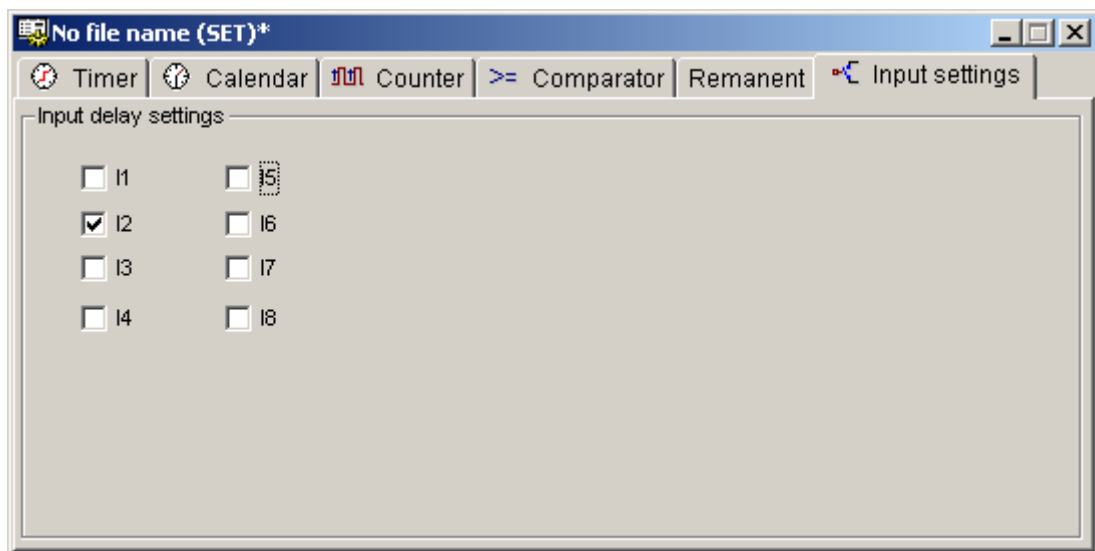 No file name (SET)*
Timer Calendar Counter >= Comparator Remanent Input settings
Input delay settings
I1 I5
I2 I6
I3 I7
I4 I8